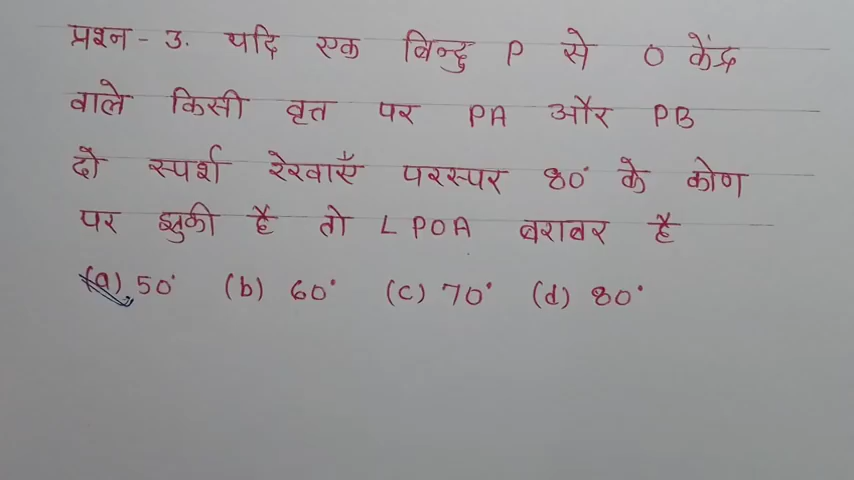 प्रश्न - 3. यदि एक बिन्दु P से O केंद्र
वाले किसी वृत्त पर PA और PB
दो स्पर्श रेखाएँ परस्पर 80° के कोण
पर झुकी है तो ∠POA बराबर है
(a) 50° (b) 60° (c) 70° (d) 80°